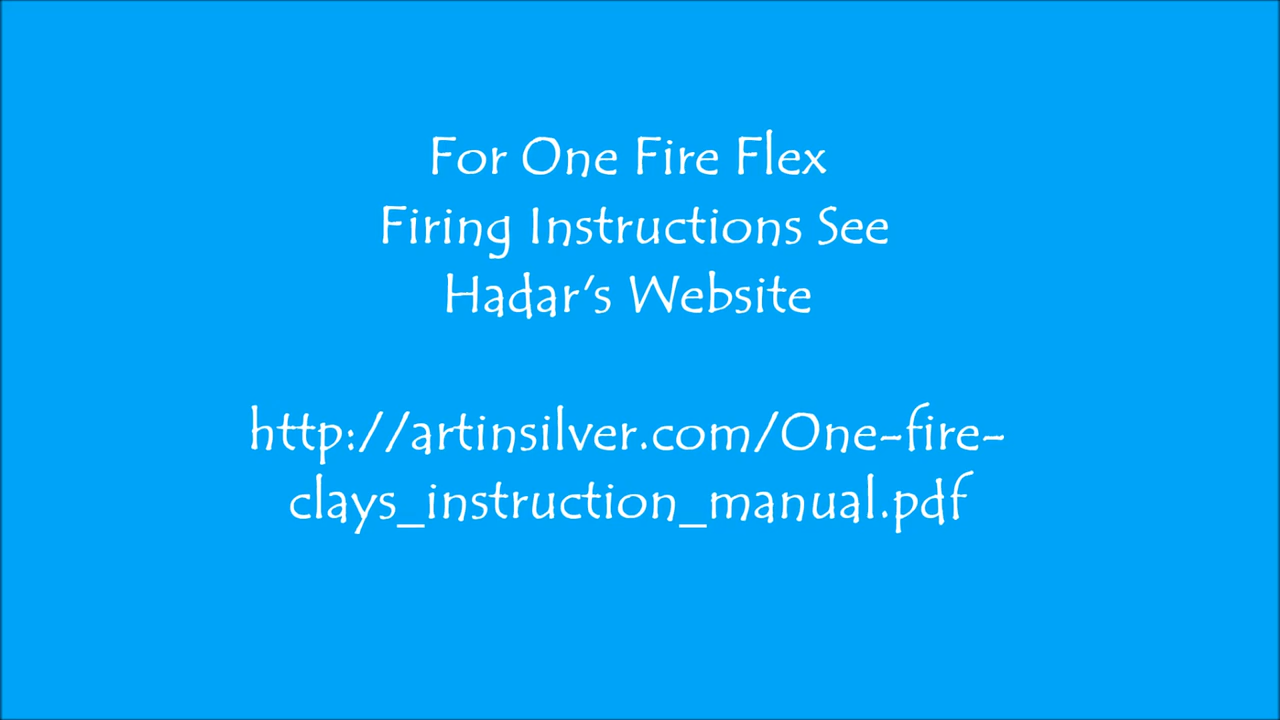 For One Fire Flex
Firing Instructions See
Hadar's Website
http://artinsilver.com/One-fire-
clays_instruction_manual.pdf